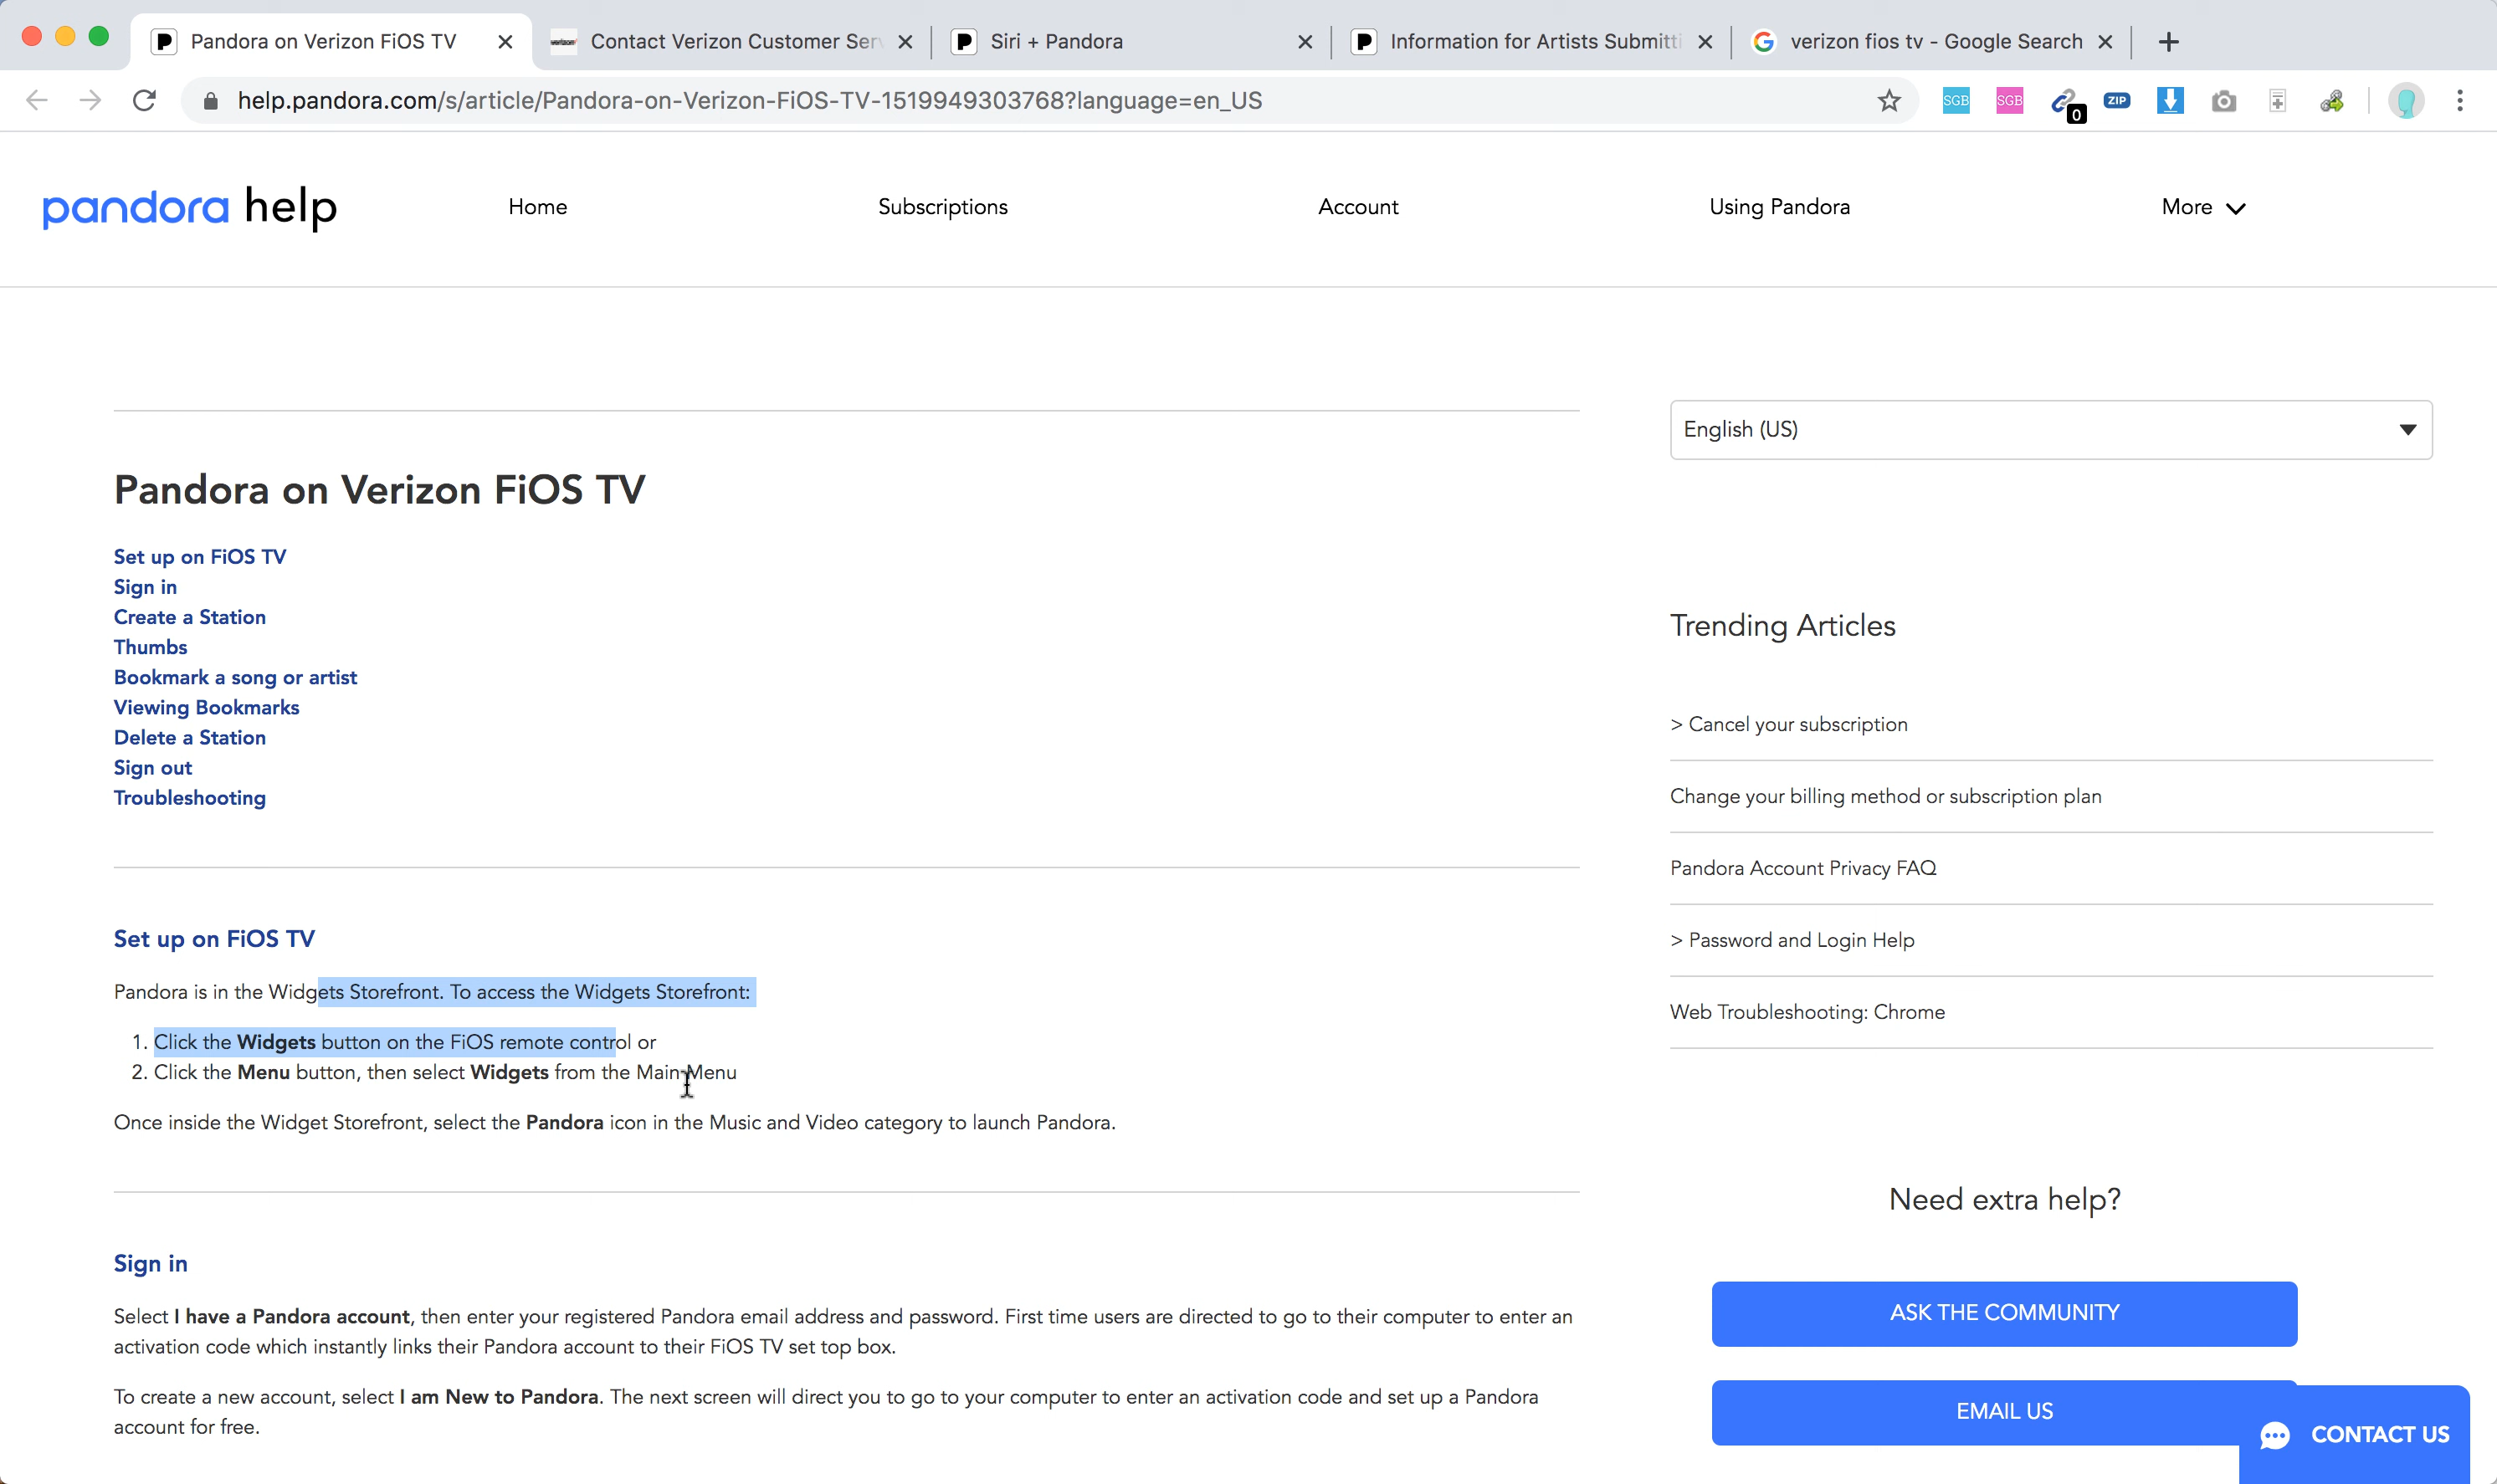 Pandora on Verizon FiOS TV
Contact Verizon Customer Ser
Siri + Pandora
Information for Artists Submitti
verizon fios tv - Google Search
help.pandora.com/s/article/Pandora-on-Verizon-FiOS-TV-1519949303768?language=en_US
SGB
SGB
0
ZIP
pandora help
Home
Subscriptions
Account
Using Pandora
More
English (US)
Pandora on Verizon FiOS TV
Set up on FiOS TV
Sign in
Create a Station
Thumbs
Bookmark a song or artist
Viewing Bookmarks
Delete a Station
Sign out
Troubleshooting
Set up on FiOS TV
Pandora is in the Widgets Storefront. To access the Widgets Storefront:
1. Click the Widgets button on the FiOS remote control or
2. Click the Menu button, then select Widgets from the Main Menu
Once inside the Widget Storefront, select the Pandora icon in the Music and Video category to launch Pandora.
Sign in
Select I have a Pandora account, then enter your registered Pandora email address and password. First time users are directed to go to their computer to enter an
activation code which instantly links their Pandora account to their FiOS TV set top box.
To create a new account, select I am New to Pandora. The next screen will direct you to go to your computer to enter an activation code and set up a Pandora
account for free.
Trending Articles
> Cancel your subscription
Change your billing method or subscription plan
Pandora Account Privacy FAQ
> Password and Login Help
Web Troubleshooting: Chrome
Need extra help?
ASK THE COMMUNITY
EMAIL US
CONTACT US